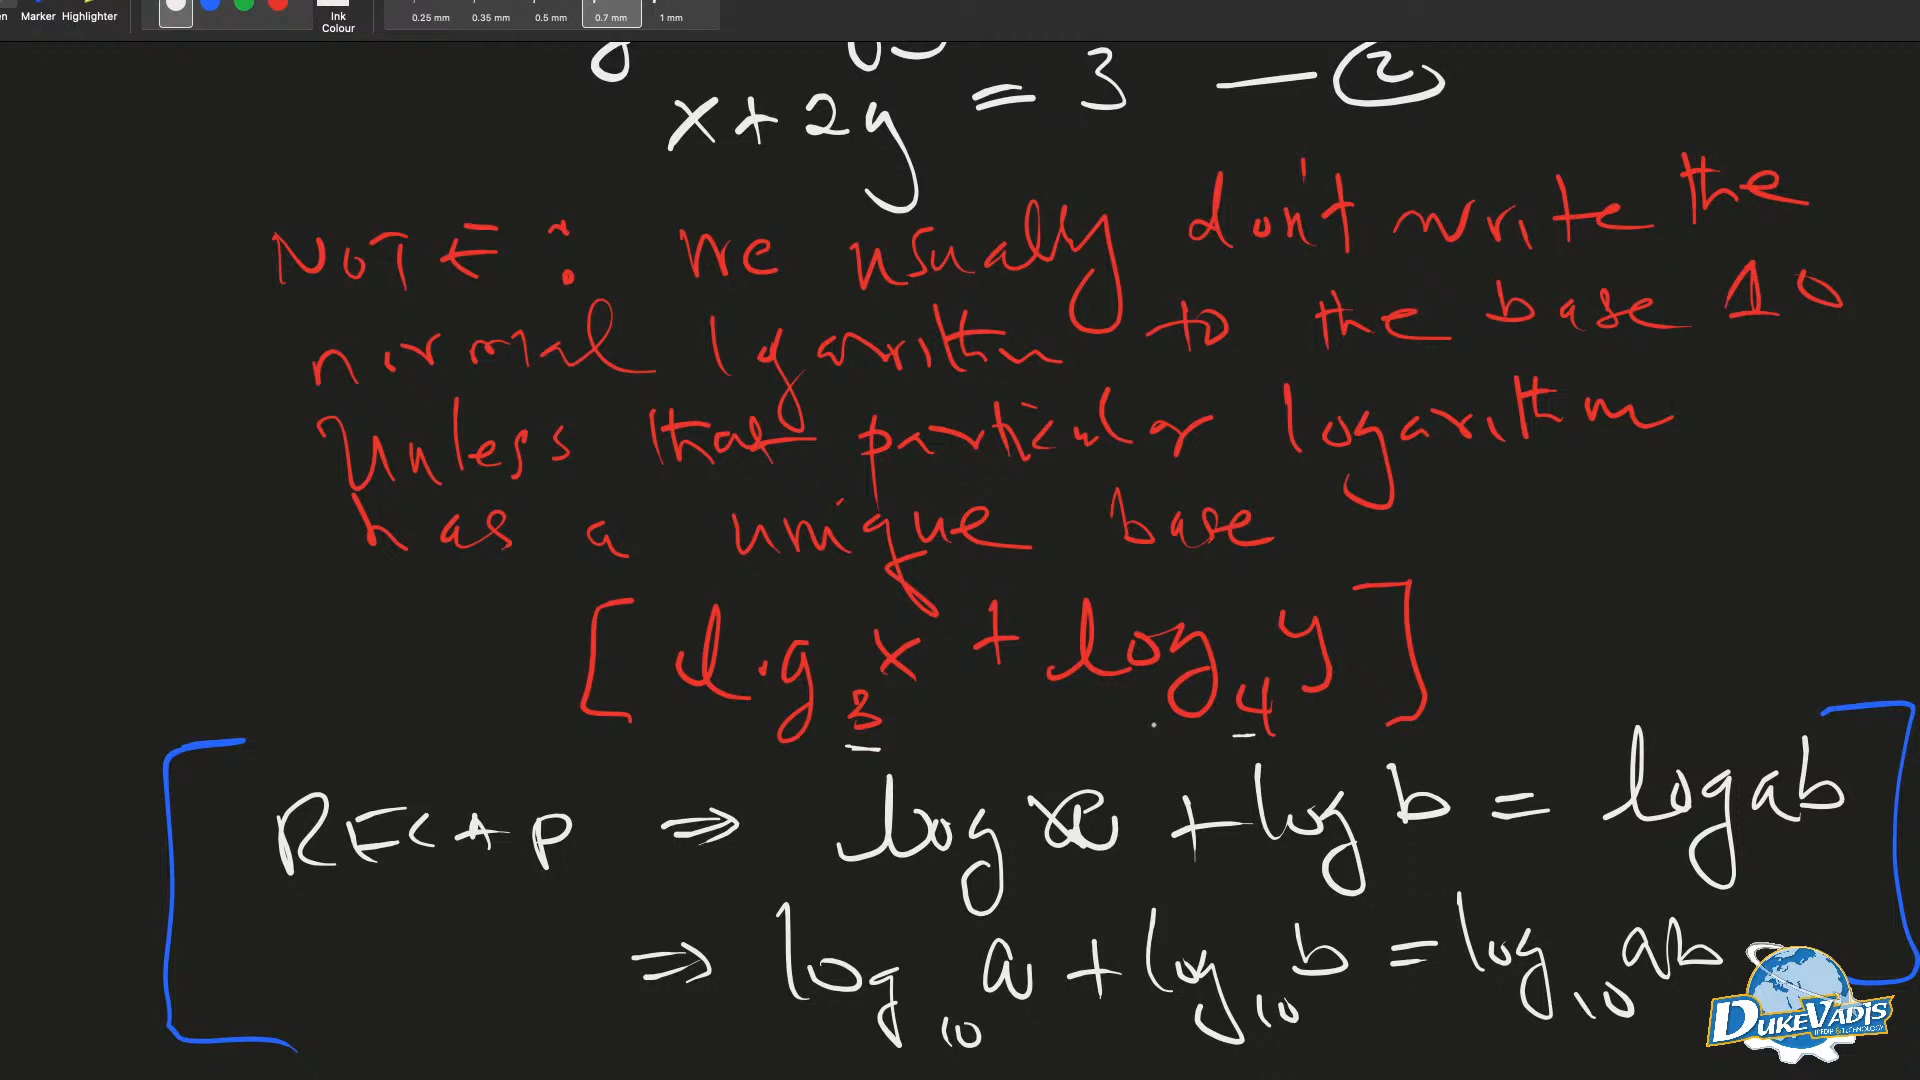 Marker Highlighter Ink Colour 0.25 mm 0.35 mm 0.5 mm 0.7 mm 1 mm
x + 2y = 3 — ②
NOTE : We usually don't write the
normal logarithm to the base 10
Unless that particular logarithm
has a unique base
[ log₃x + log₄y ]
RECAP ⇒ log a + log b = log ab
⇒ log₁₀ a + log₁₀ b = log₁₀ ab
DUKEVADIS
MEDIA & TECHNOLOGY